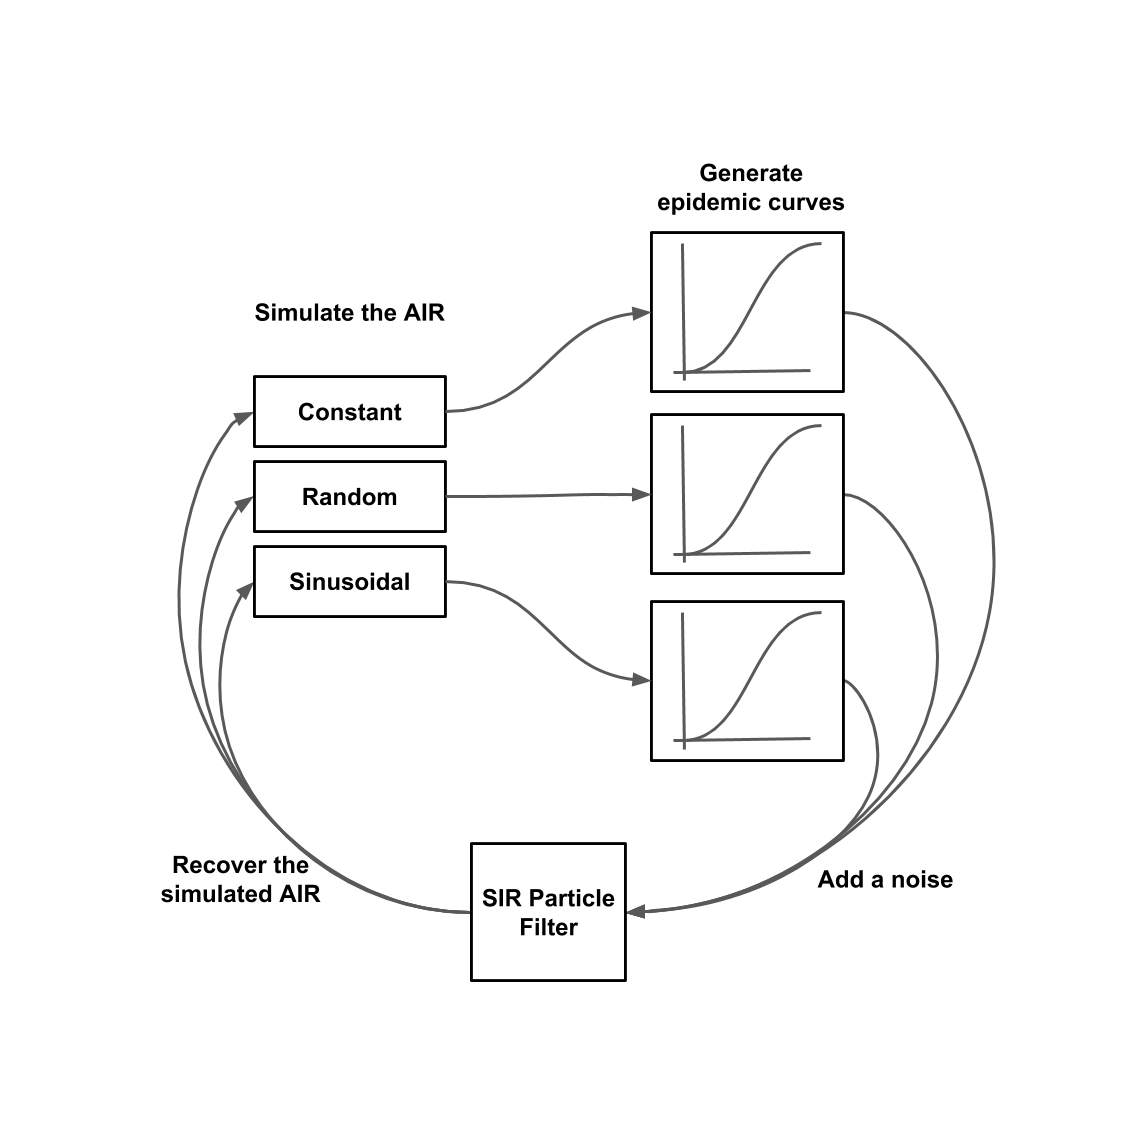 Generate
epidemic curves
Simulate the AIR
Constant
Random
Sinusoidal
Recover the
simulated AIR
SIR Particle
Filter
Add a noise